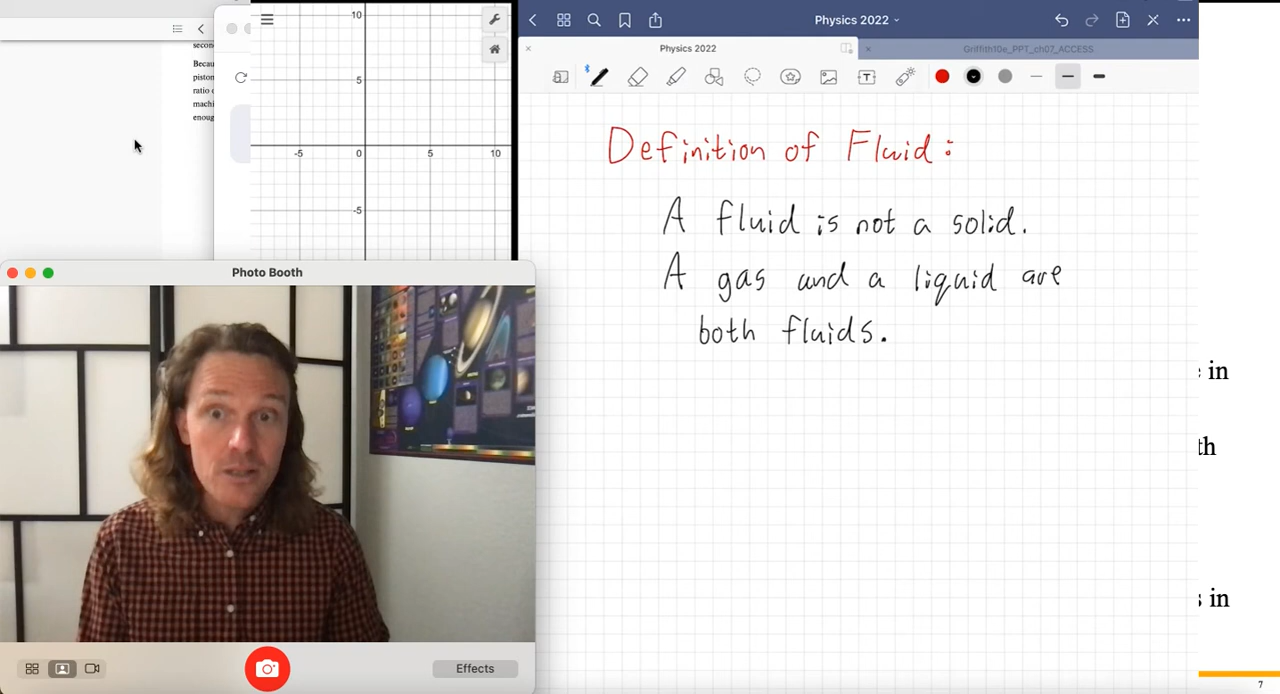 10
5
-5
0
5
10
-5
secon
Becau
piston
ratio o
machi
enoug
Physics 2022
Physics 2022
Griffith10e_PPT_ch07_ACCESS
T
Definition of Fluid:
A fluid is not a solid.
A gas and a liquid are
both fluids.
Photo Booth
Effects
e in
th
s in
7